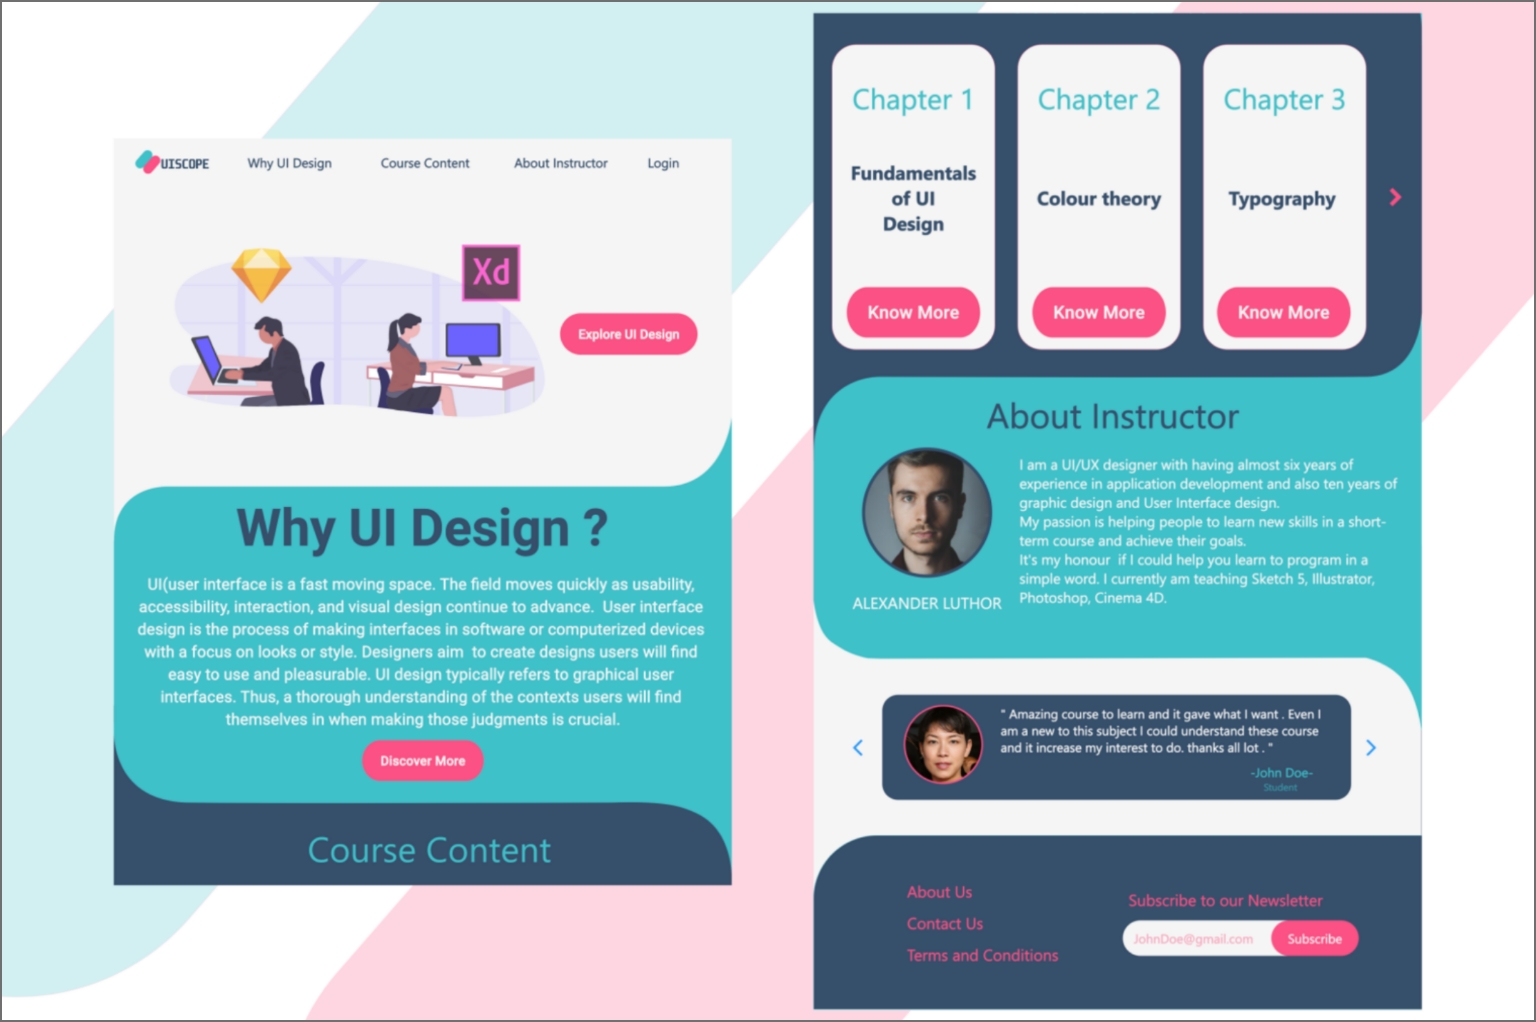 UISCOPE
Why UI Design
Course Content
About Instructor
Login
Xd
Explore UI Design
Why UI Design ?
UI(user interface is a fast moving space. The field moves quickly as usability,
accessibility, interaction, and visual design continue to advance. User interface
design is the process of making interfaces in software or computerized devices
with a focus on looks or style. Designers aim to create designs users will find
easy to use and pleasurable. UI design typically refers to graphical user
interfaces. Thus, a thorough understanding of the contexts users will find
themselves in when making those judgments is crucial.
Discover More
Course Content
Chapter 1
Fundamentals
of UI
Design
Know More
Chapter 2
Colour theory
Know More
Chapter 3
Typography
Know More
About Instructor
I am a UI/UX designer with having almost six years of
experience in application development and also ten years of
graphic design and User Interface design.
My passion is helping people to learn new skills in a short-
term course and achieve their goals.
It's my honour if I could help you learn to program in a
simple word. I currently am teaching Sketch 5, Illustrator,
Photoshop, Cinema 4D.
ALEXANDER LUTHOR
" Amazing course to learn and it gave what I want . Even I
am a new to this subject I could understand these course
and it increase my interest to do. thanks all lot . "
-John Doe-
Student
About Us
Contact Us
Terms and Conditions
Subscribe to our Newsletter
JohnDoe@gmail.com
Subscribe